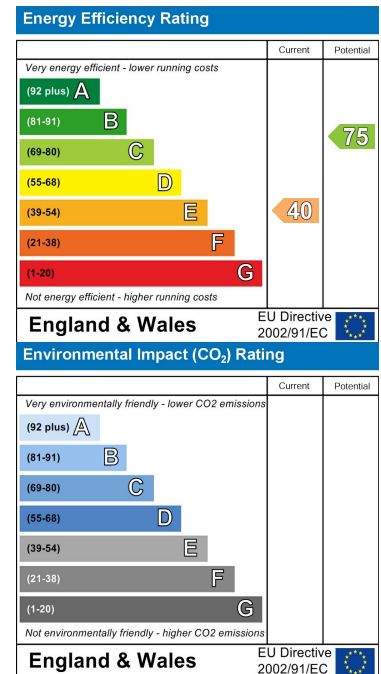 Energy Efficiency Rating
Current Potential
Very energy efficient - lower running costs
(92 plus) A
(81-91) B
75
(69-80) C
(55-68) D
(39-54) E
40
(21-38) F
(1-20) G
Not energy efficient - higher running costs
England & Wales
EU Directive
2002/91/EC
Environmental Impact (CO₂) Rating
Current Potential
Very environmentally friendly - lower CO2 emissions
(92 plus) A
(81-91) B
(69-80) C
(55-68) D
(39-54) E
(21-38) F
(1-20) G
Not environmentally friendly - higher CO2 emissions
England & Wales
EU Directive
2002/91/EC